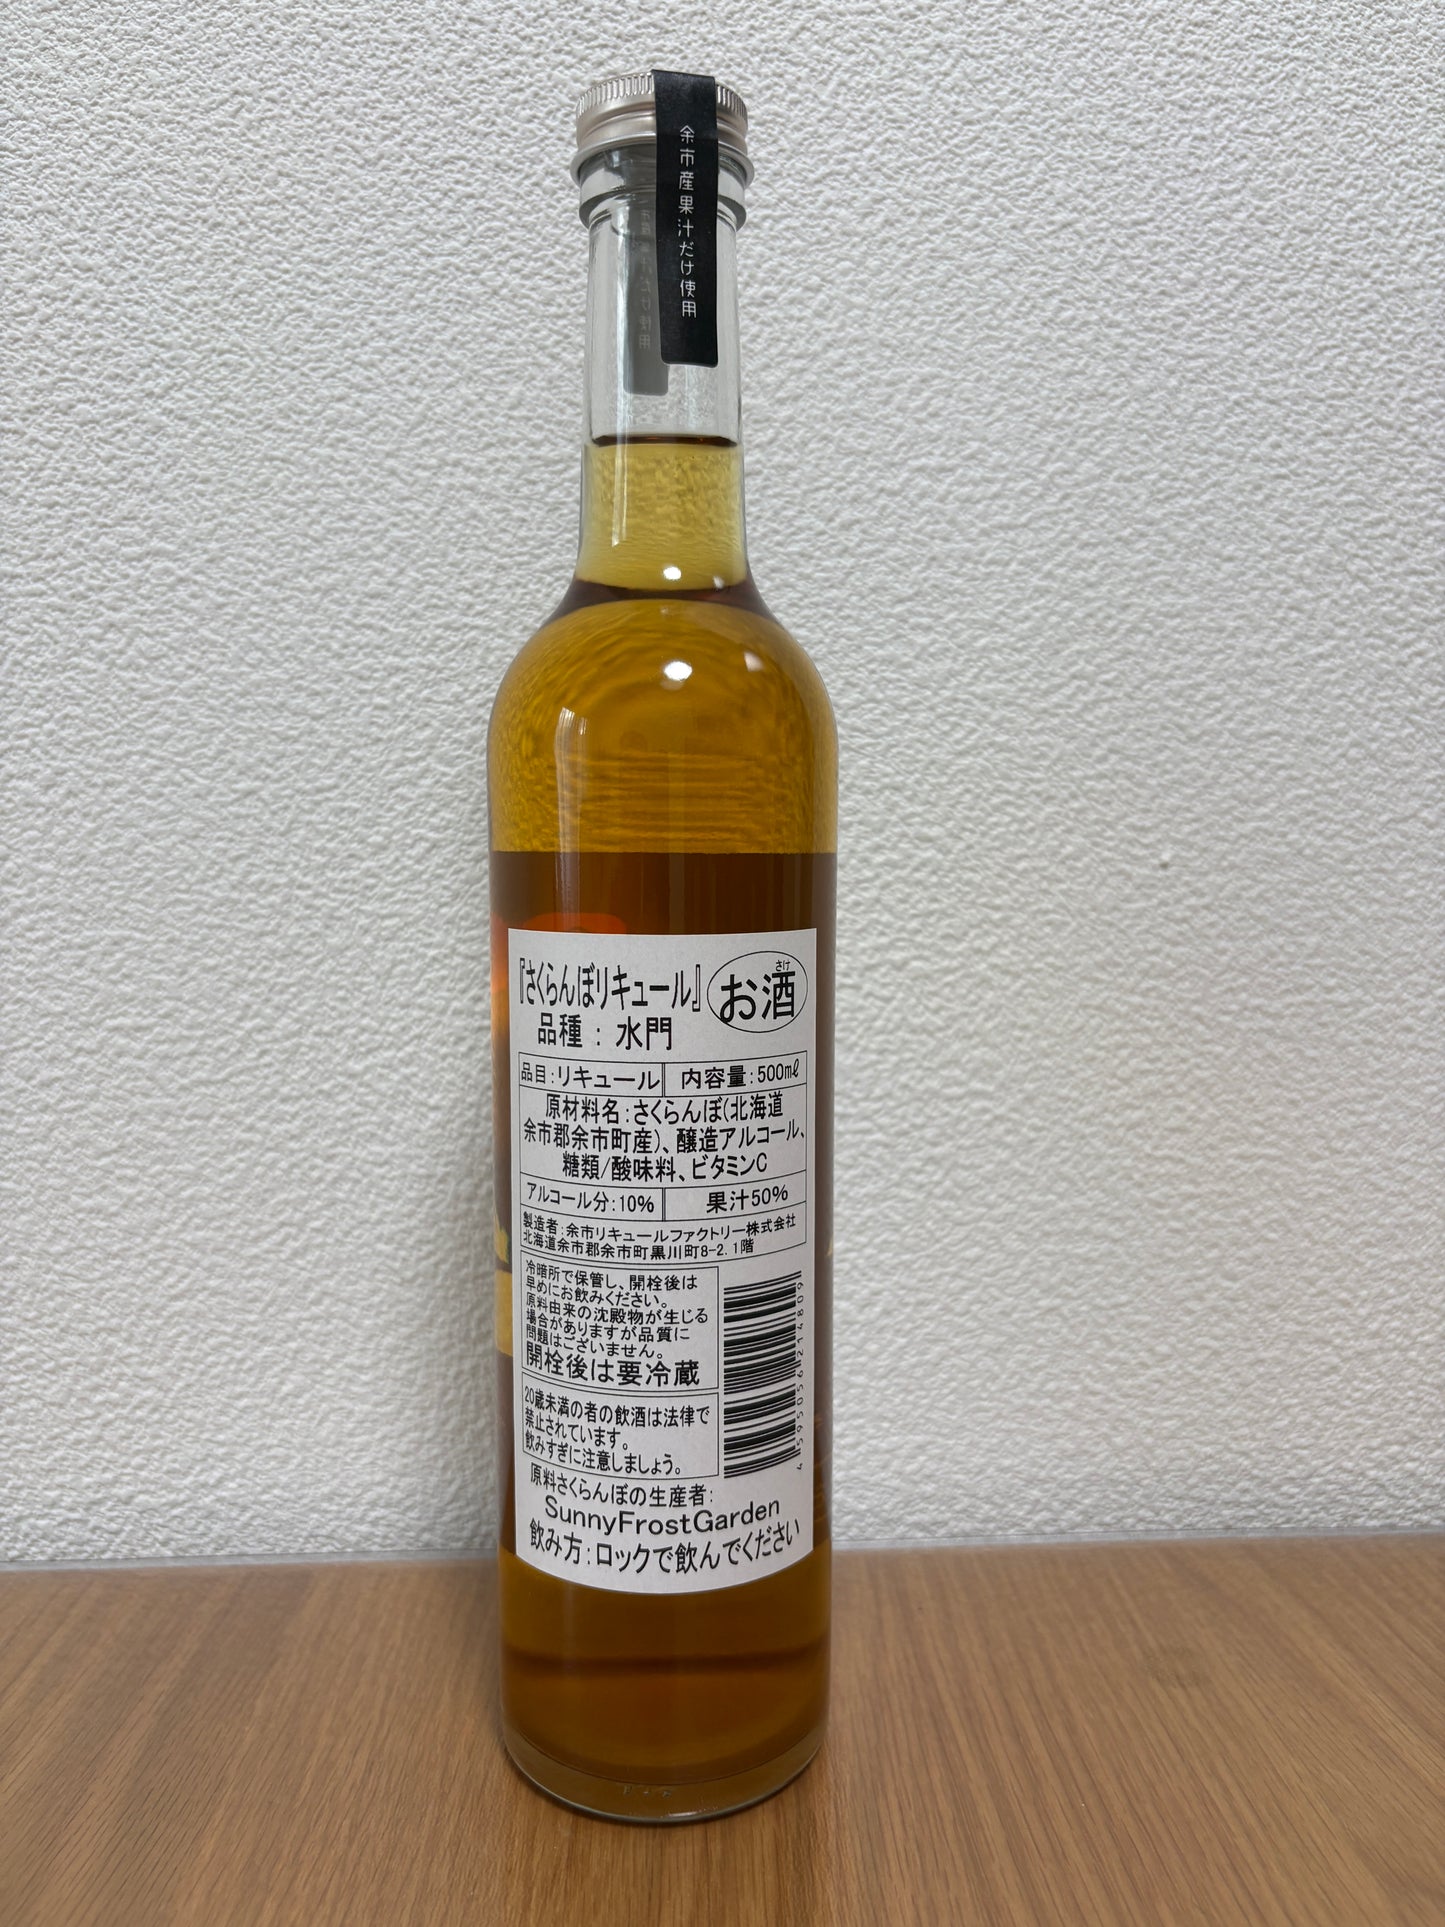 余市産果汁だけ使用
『さくらんぼリキュール』
さけ
お酒
品種：水門
品目：リキュール
内容量：500mℓ
原材料名：さくらんぼ(北海道
余市郡余市町産)、醸造アルコール、
糖類/酸味料、ビタミンC
アルコール分：10%
果汁50%
製造者：余市リキュールファクトリー株式会社
北海道余市郡余市町黒川町8-2.1階
冷暗所で保管し、開栓後は
早めにお飲みください。
原料由来の沈殿物が生じる
場合がありますが品質に
問題はございません。
開栓後は要冷蔵
20歳未満の者の飲酒は法律で
禁止されています。
飲みすぎに注意しましょう。
4595056214809
原料さくらんぼの生産者：
SunnyFrostGarden
飲み方：ロックで飲んでください